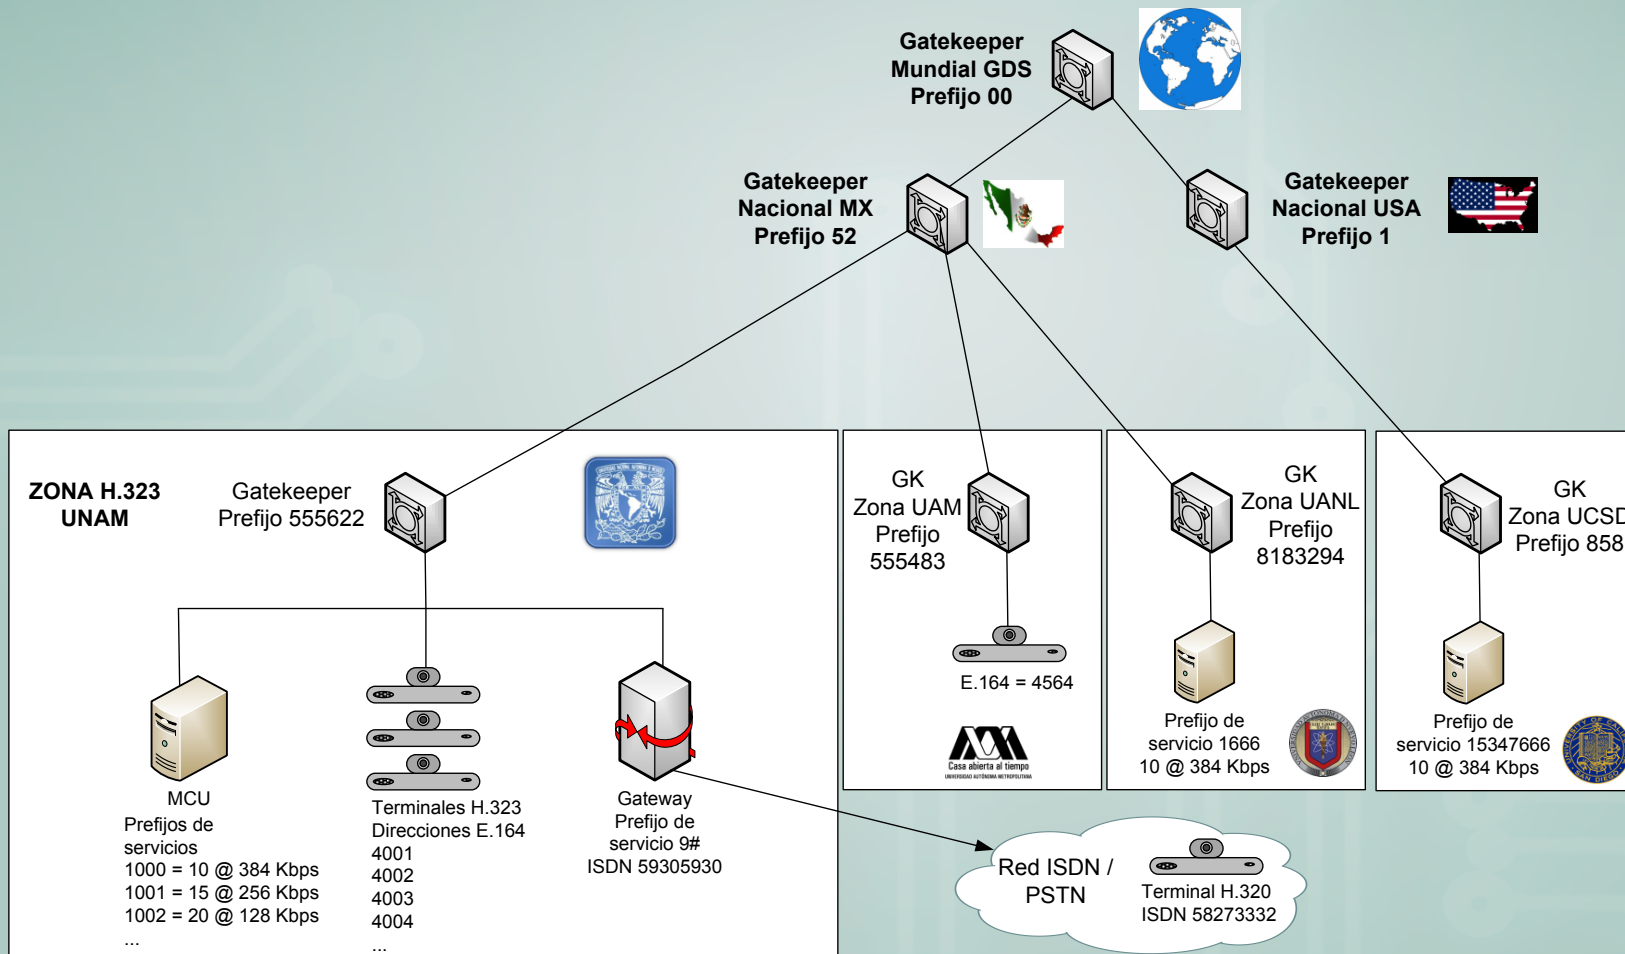 Gatekeeper
Mundial GDS
Prefijo 00
Gatekeeper
Nacional MX
Prefijo 52
Gatekeeper
Nacional USA
Prefijo 1
ZONA H.323
UNAM
Gatekeeper
Prefijo 555622
MCU
Prefijos de
servicios
1000 = 10 @ 384 Kbps
1001 = 15 @ 256 Kbps
1002 = 20 @ 128 Kbps
...
Terminales H.323
Direcciones E.164
4001
4002
4003
4004
...
Gateway
Prefijo de
servicio 9#
ISDN 59305930
GK
Zona UAM
Prefijo
555483
E.164 = 4564
Casa abierta al tiempo
UNIVERSIDAD AUTÓNOMA METROPOLITANA
GK
Zona UANL
Prefijo
8183294
Prefijo de
servicio 1666
10 @ 384 Kbps
GK
Zona UCSD
Prefijo 858
Prefijo de
servicio 15347666
10 @ 384 Kbps
Red ISDN /
PSTN
Terminal H.320
ISDN 58273332